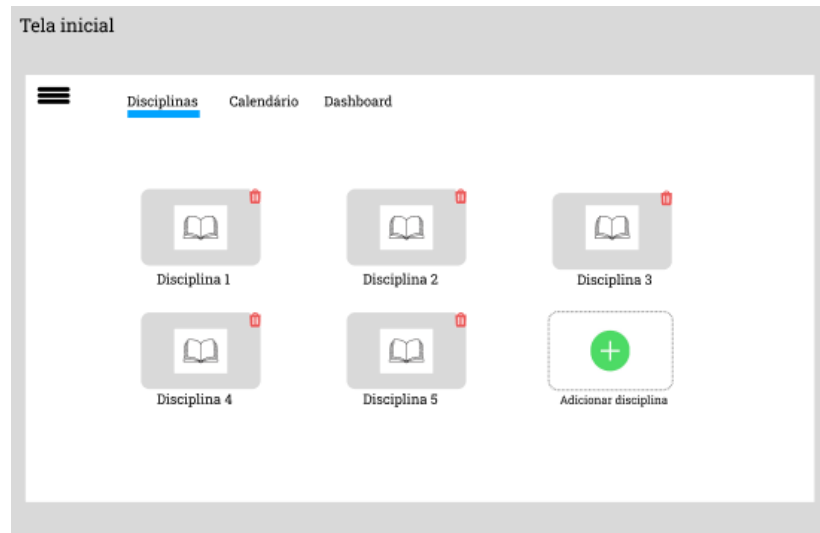 Tela inicial
Disciplinas Calendário Dashboard
Disciplina 1 Disciplina 2 Disciplina 3
Disciplina 4 Disciplina 5 Adicionar disciplina